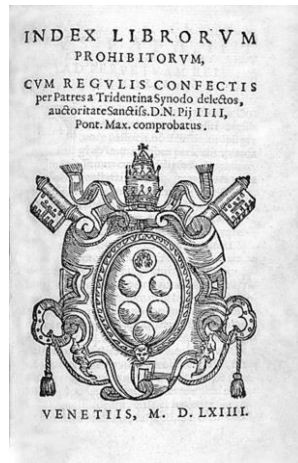 INDEX LIBRORVM
PROHIBITORVM,
CVM REGVLIS CONFECTIS
per Patres a Tridentina Synodo delectos,
auctoritate Sanctiss. D.N. Pij IIII,
Pont. Max. comprobatus.
VENETIIS, M. D. LXIIII.